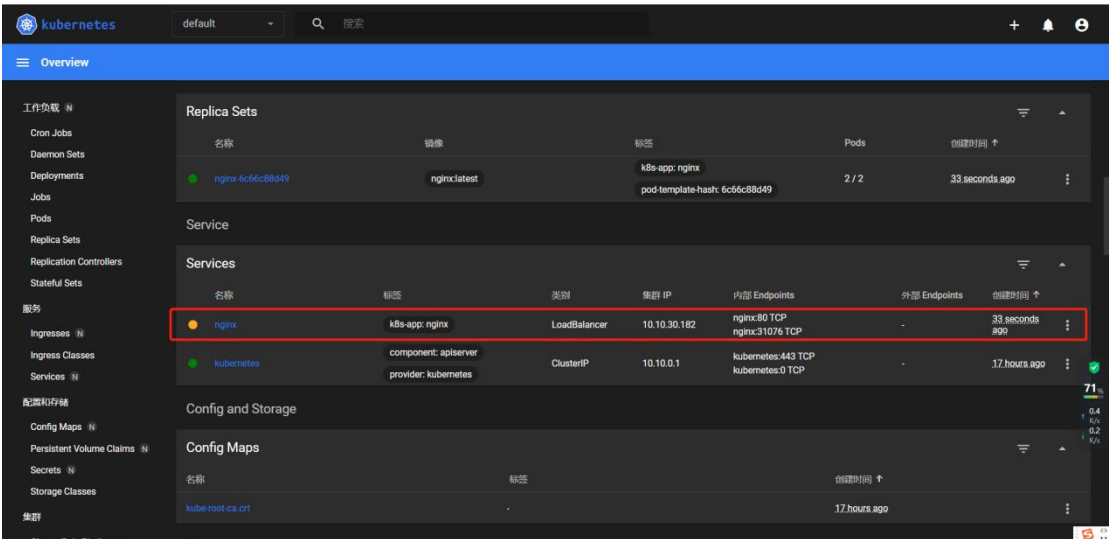 kubernetes
default
搜索
Overview
工作负载 N
Cron Jobs
Daemon Sets
Deployments
Jobs
Pods
Replica Sets
Replication Controllers
Stateful Sets
服务
Ingresses N
Ingress Classes
Services N
配置和存储
Config Maps N
Persistent Volume Claims N
Secrets N
Storage Classes
集群
Replica Sets
名称 镜像 标签 Pods 创建时间 ↑
nginx-6c66c88d49 nginx:latest k8s-app: nginx 2 / 2 33 seconds ago
pod-template-hash: 6c66c88d49
Service
Services
名称 标签 类别 集群 IP 内部 Endpoints 外部 Endpoints 创建时间 ↑
nginx k8s-app: nginx LoadBalancer 10.10.30.182 nginx:80 TCP - 33 seconds ago
nginx:31076 TCP
kubernetes component: apiserver ClusterIP 10.10.0.1 kubernetes:443 TCP - 17 hours ago
provider: kubernetes kubernetes:0 TCP
Config and Storage
Config Maps
名称 标签 创建时间 ↑
kube-root-ca.crt - 17 hours ago
71%
0.4
K/s
0.2
K/s